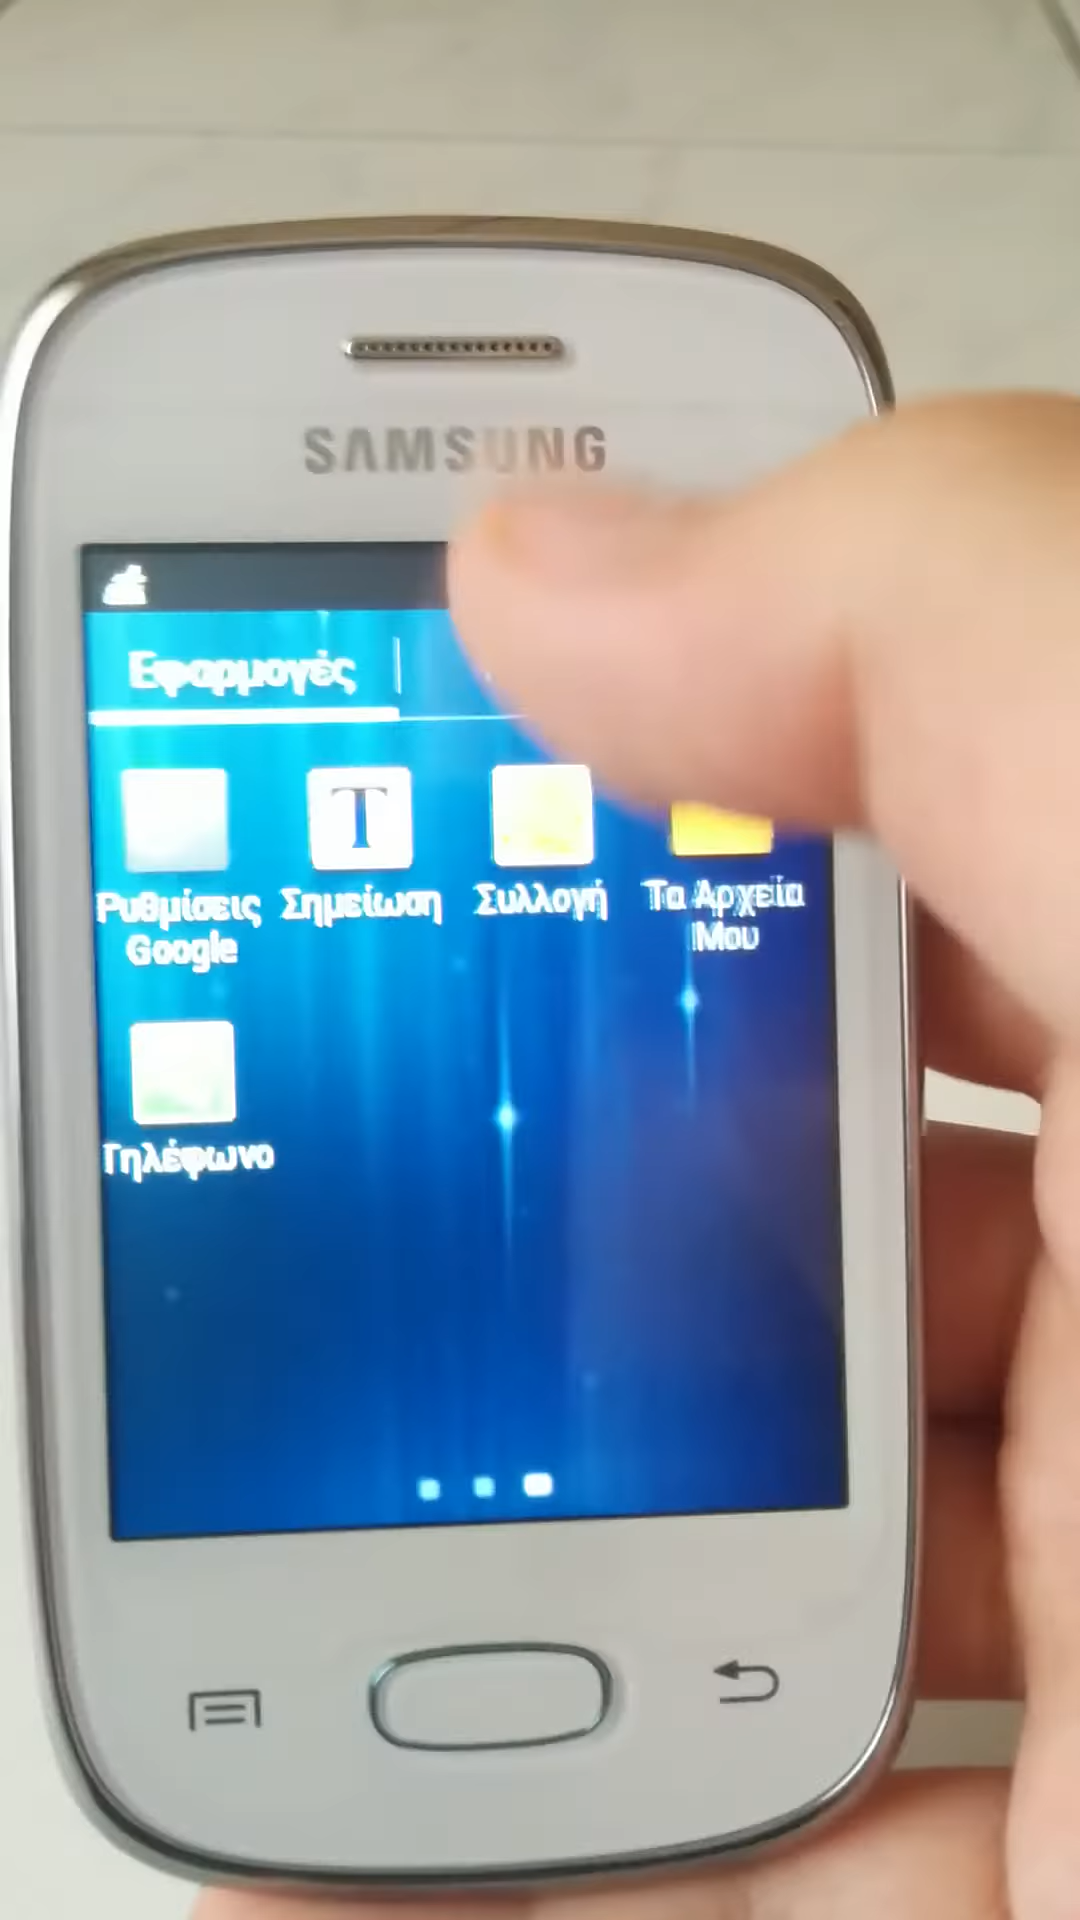 SAMSUNG
Εφαρμογές
T
Ρυθμίσεις
Google
Σημείωση
Συλλογή
Τα Αρχεία
Μου
Τηλέφωνο